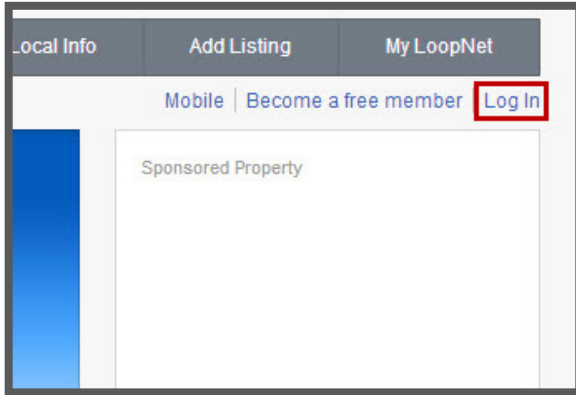 Local Info Add Listing My LoopNet
Mobile Become a free member Log In
Sponsored Property